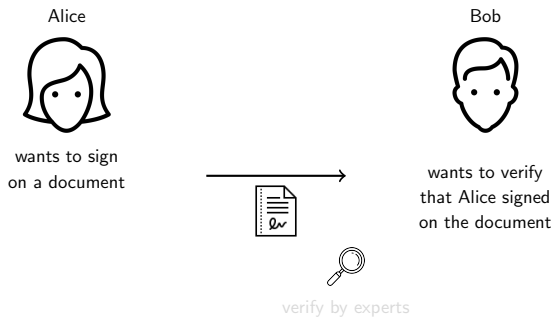 Alice
Bob
wants to sign
on a document
wants to verify
that Alice signed
on the document
verify by experts